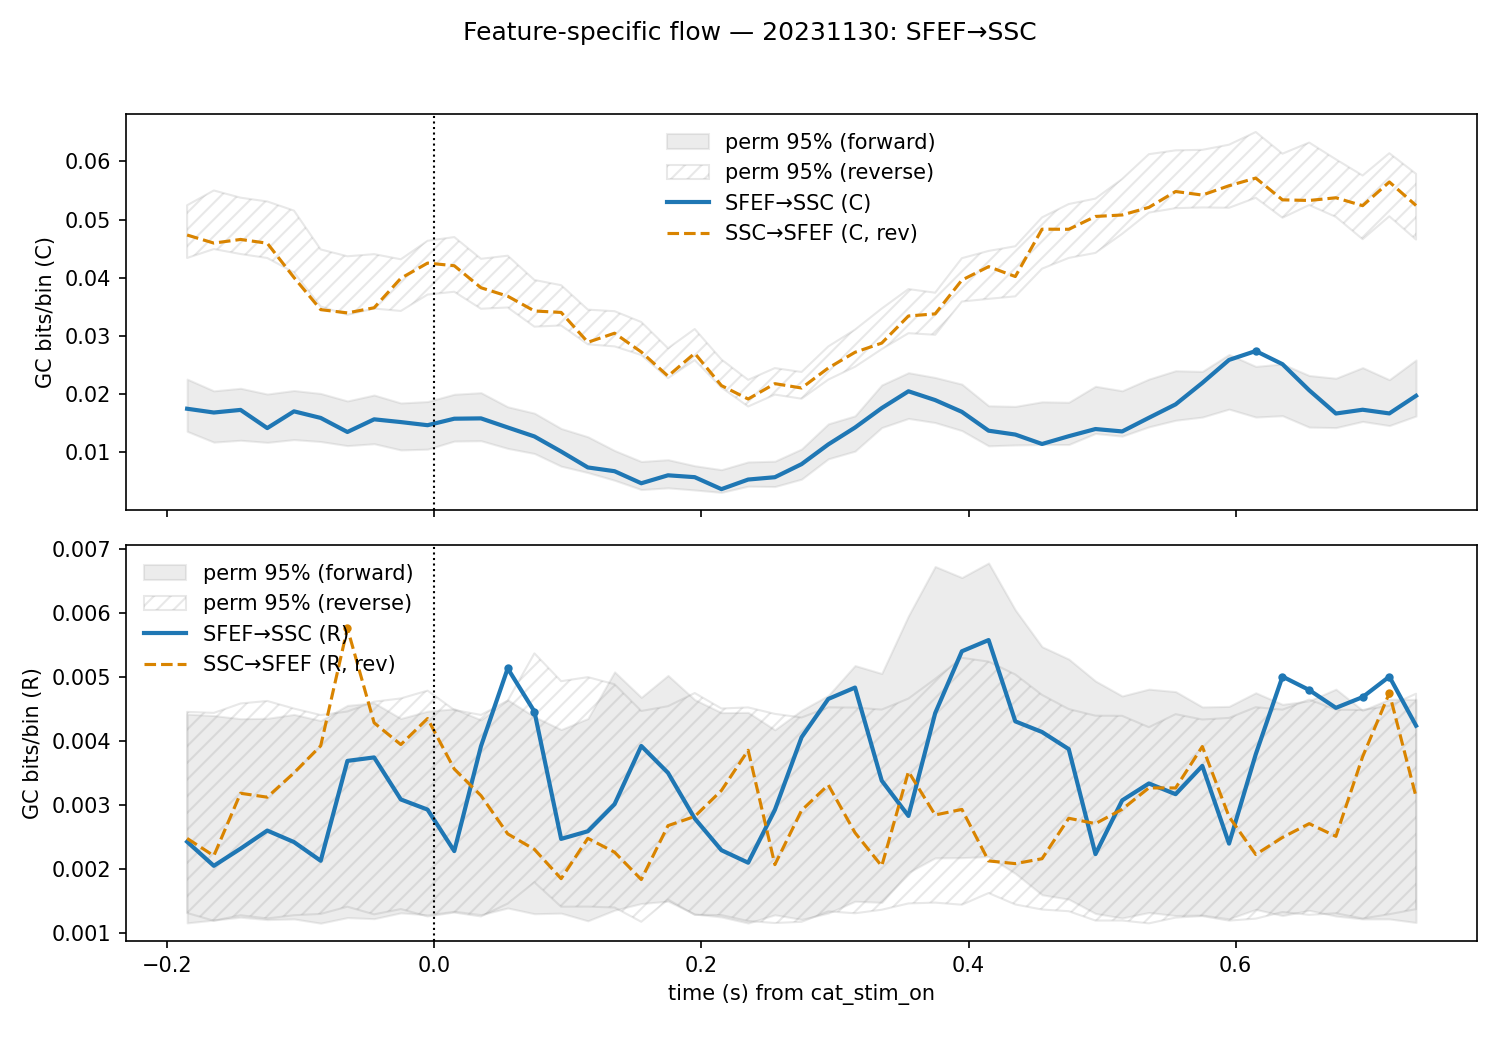 Feature-specific flow — 20231130: SFEF→SSC
GC bits/bin (C)
0.06
0.05
0.04
0.03
0.02
0.01
perm 95% (forward)
perm 95% (reverse)
SFEF→SSC (C)
SSC→SFEF (C, rev)
GC bits/bin (R)
0.007
0.006
0.005
0.004
0.003
0.002
0.001
perm 95% (forward)
perm 95% (reverse)
SFEF→SSC (R)
SSC→SFEF (R, rev)
−0.2
0.0
0.2
0.4
0.6
time (s) from cat_stim_on